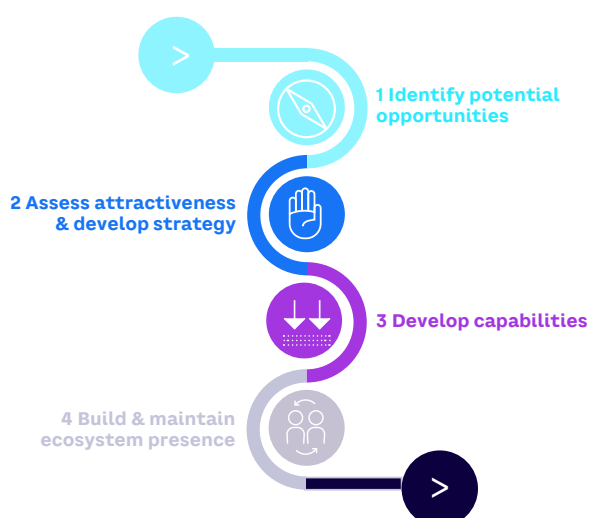 >
1 Identify potential
opportunities
2 Assess attractiveness
& develop strategy
3 Develop capabilities
4 Build & maintain
ecosystem presence
>